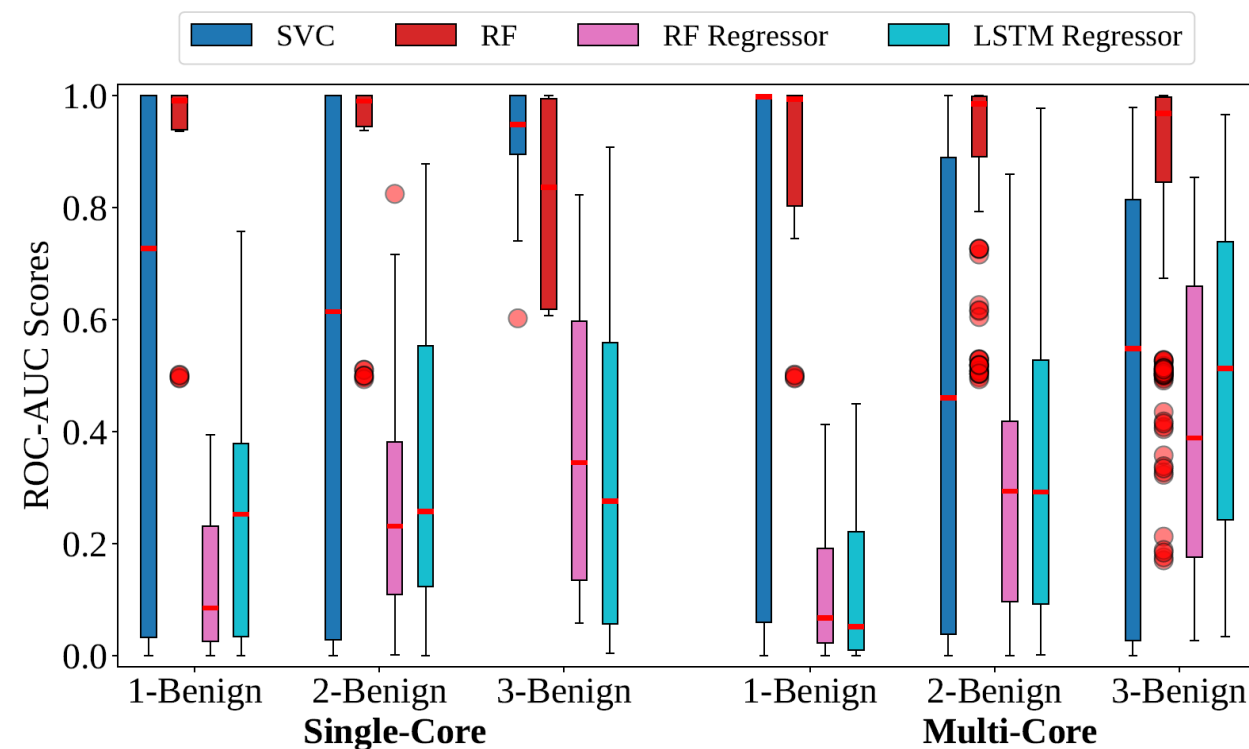 SVC RF RF Regressor LSTM Regressor
ROC-AUC Scores
1.0
0.8
0.6
0.4
0.2
0.0
1-Benign 2-Benign 3-Benign 1-Benign 2-Benign 3-Benign
Single-Core Multi-Core